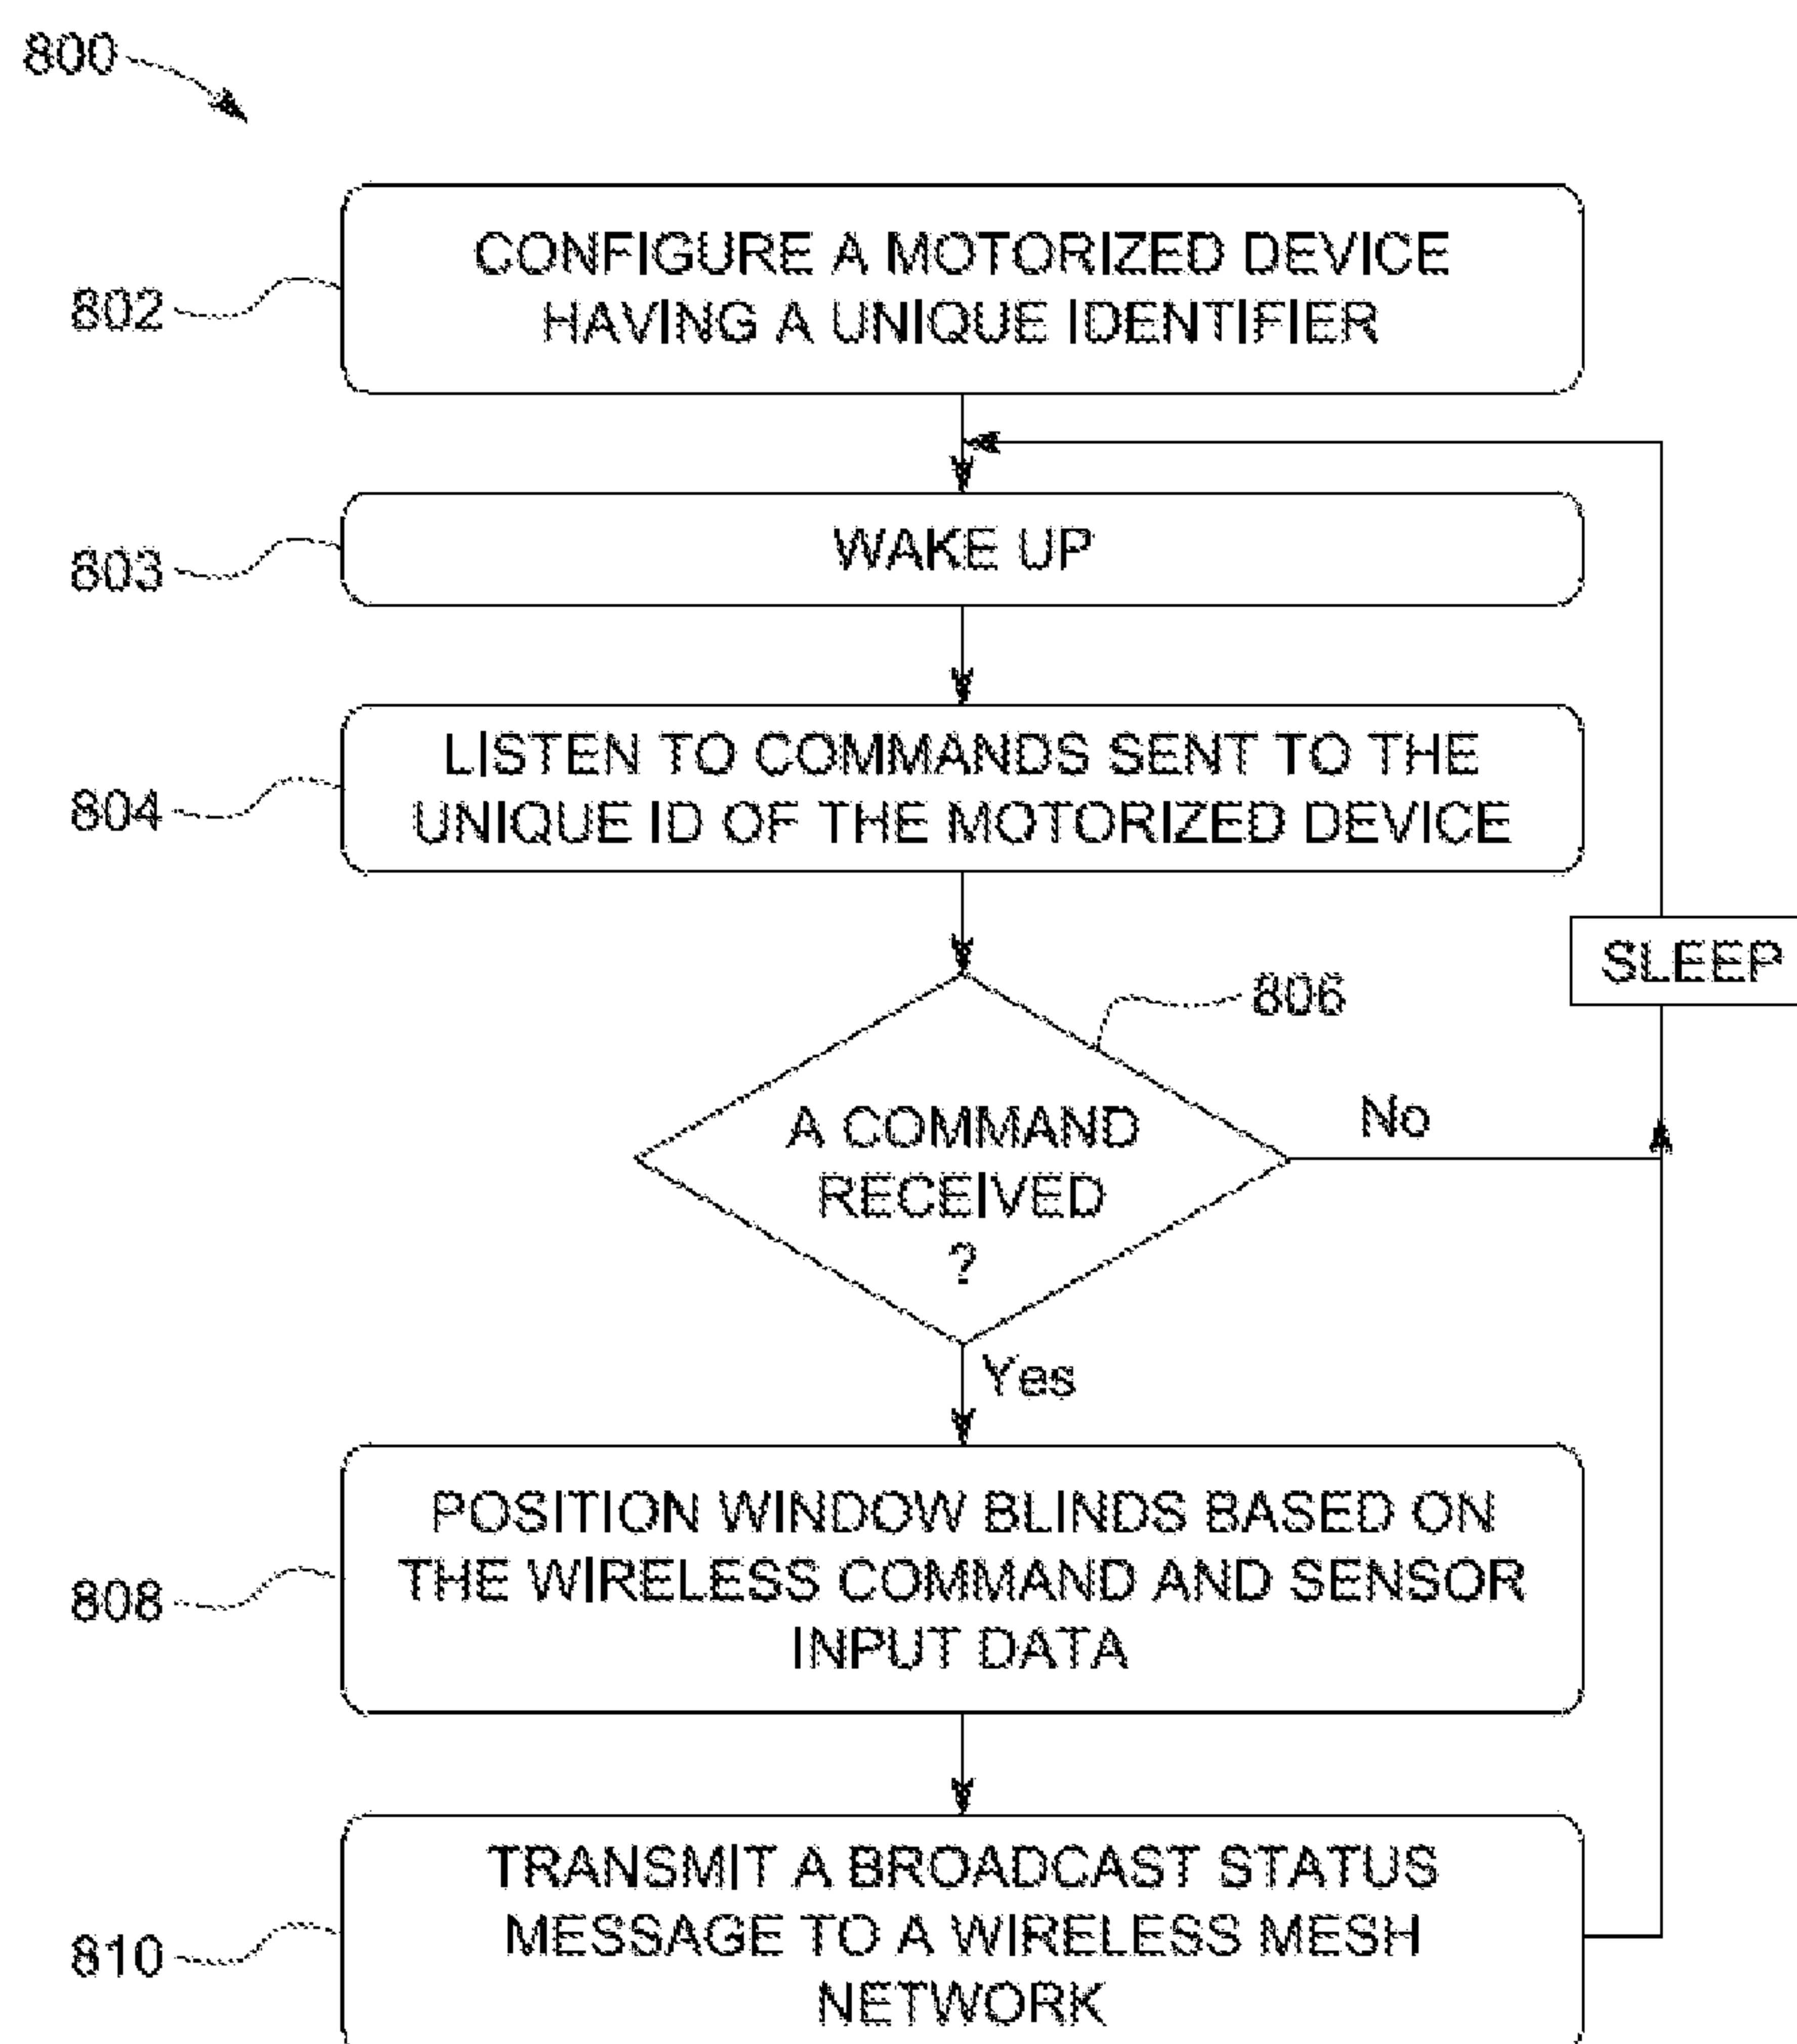 800
CONFIGURE A MOTORIZED DEVICE
HAVING A UNIQUE IDENTIFIER
802
WAKE UP
803
LISTEN TO COMMANDS SENT TO THE
UNIQUE ID OF THE MOTORIZED DEVICE
804
SLEEP
806
A COMMAND
RECEIVED
?
No
Yes
POSITION WINDOW BLINDS BASED ON
THE WIRELESS COMMAND AND SENSOR
INPUT DATA
808
TRANSMIT A BROADCAST STATUS
MESSAGE TO A WIRELESS MESH
NETWORK
810